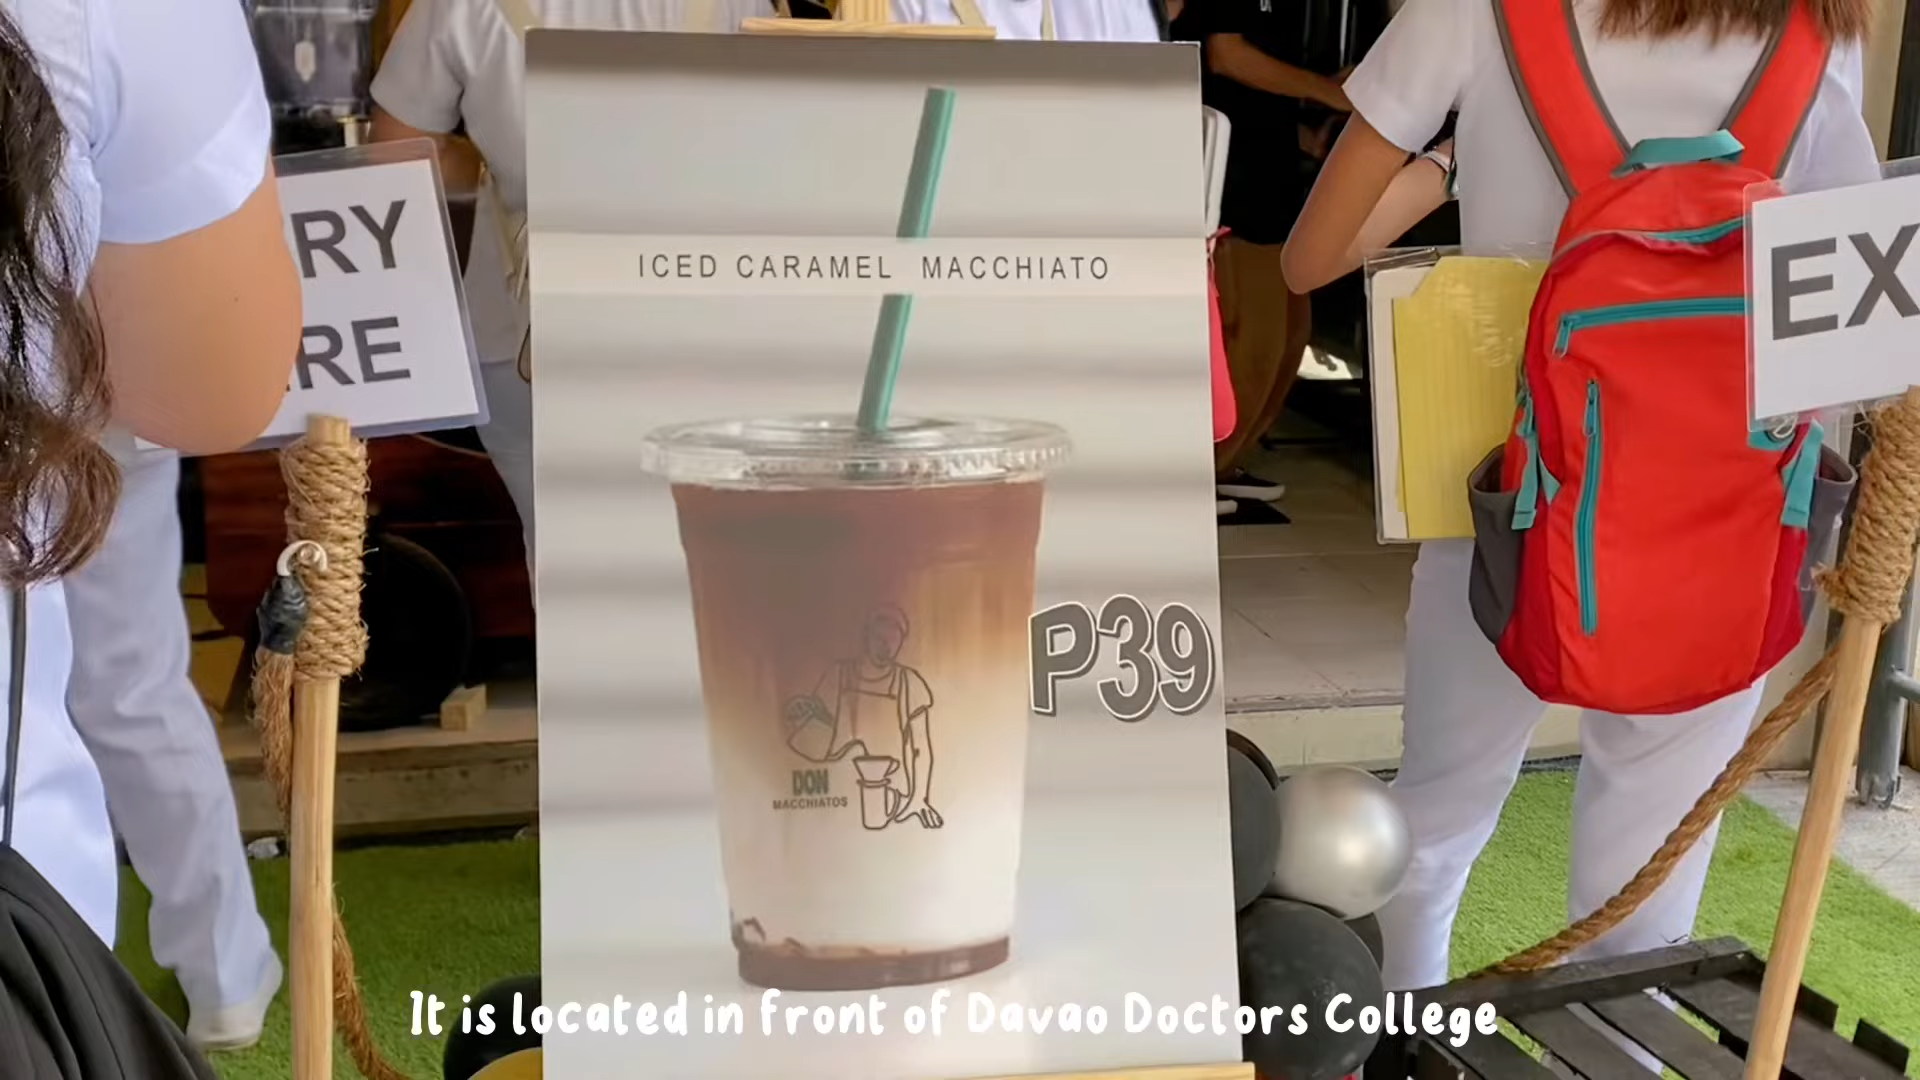 RY
RE
ICED CARAMEL MACCHIATO
EX
P39
DON
MACCHIATOS
It is located in front of Davao Doctors College